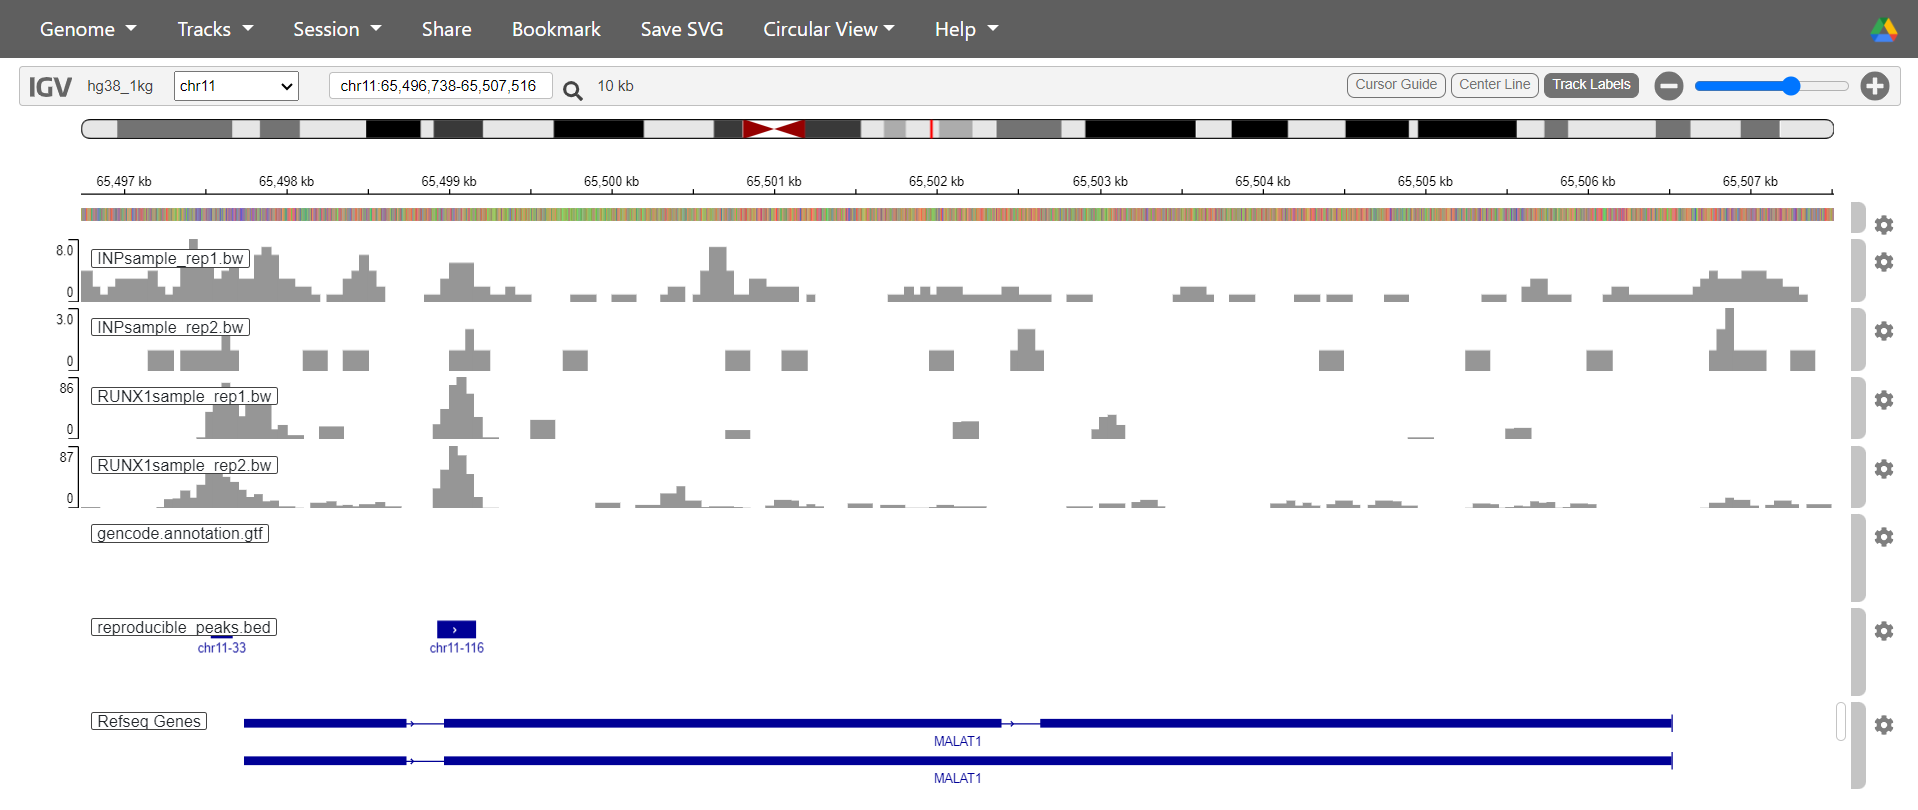 Genome Tracks Session Share Bookmark Save SVG Circular View Help
IGV hg38_1kg chr11 chr11:65,496,738-65,507,516 10 kb Cursor Guide Center Line Track Labels
65,497 kb 65,498 kb 65,499 kb 65,500 kb 65,501 kb 65,502 kb 65,503 kb 65,504 kb 65,505 kb 65,506 kb 65,507 kb
8.0 INPsample_rep1.bw
0
3.0 INPsample_rep2.bw
0
86 RUNX1sample_rep1.bw
0
87 RUNX1sample_rep2.bw
0
gencode.annotation.gtf
reproducible_peaks.bed
chr11-33 chr11-116
Refseq Genes
MALAT1
MALAT1